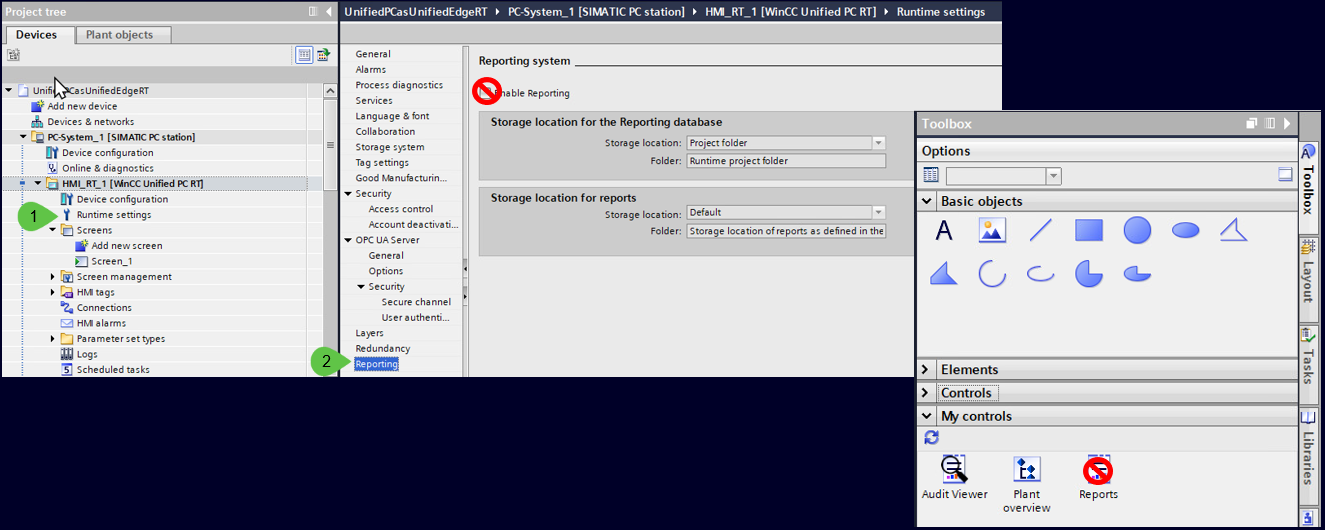 Project tree
Devices
Plant objects
UnifiedPCasUnifiedEdgeRT
Add new device
Devices & networks
PC-System_1 [SIMATIC PC station]
Device configuration
Online & diagnostics
HMI_RT_1 [WinCC Unified PC RT]
Device configuration
1
Runtime settings
Screens
Add new screen
Screen_1
Screen management
HMI tags
Connections
HMI alarms
Parameter set types
Logs
Scheduled tasks
UnifiedPCasUnifiedEdgeRT PC-System_1 [SIMATIC PC station] HMI_RT_1 [WinCC Unified PC RT] Runtime settings
General
Alarms
Process diagnostics
Services
Language & font
Collaboration
Storage system
Tag settings
Good Manufacturin...
Security
Access control
Account deactivati...
OPC UA Server
General
Options
Security
Secure channel
User authenti...
Layers
Redundancy
2
Reporting
Reporting system
Enable Reporting
Storage location for the Reporting database
Storage location: Project folder
Folder: Runtime project folder
Storage location for reports
Storage location: Default
Folder: Storage location of reports as defined in the
Toolbox
Options
Basic objects
A
Elements
Controls
My controls
Audit Viewer
Plant overview
Reports
Toolbox
Layout
Tasks
Libraries